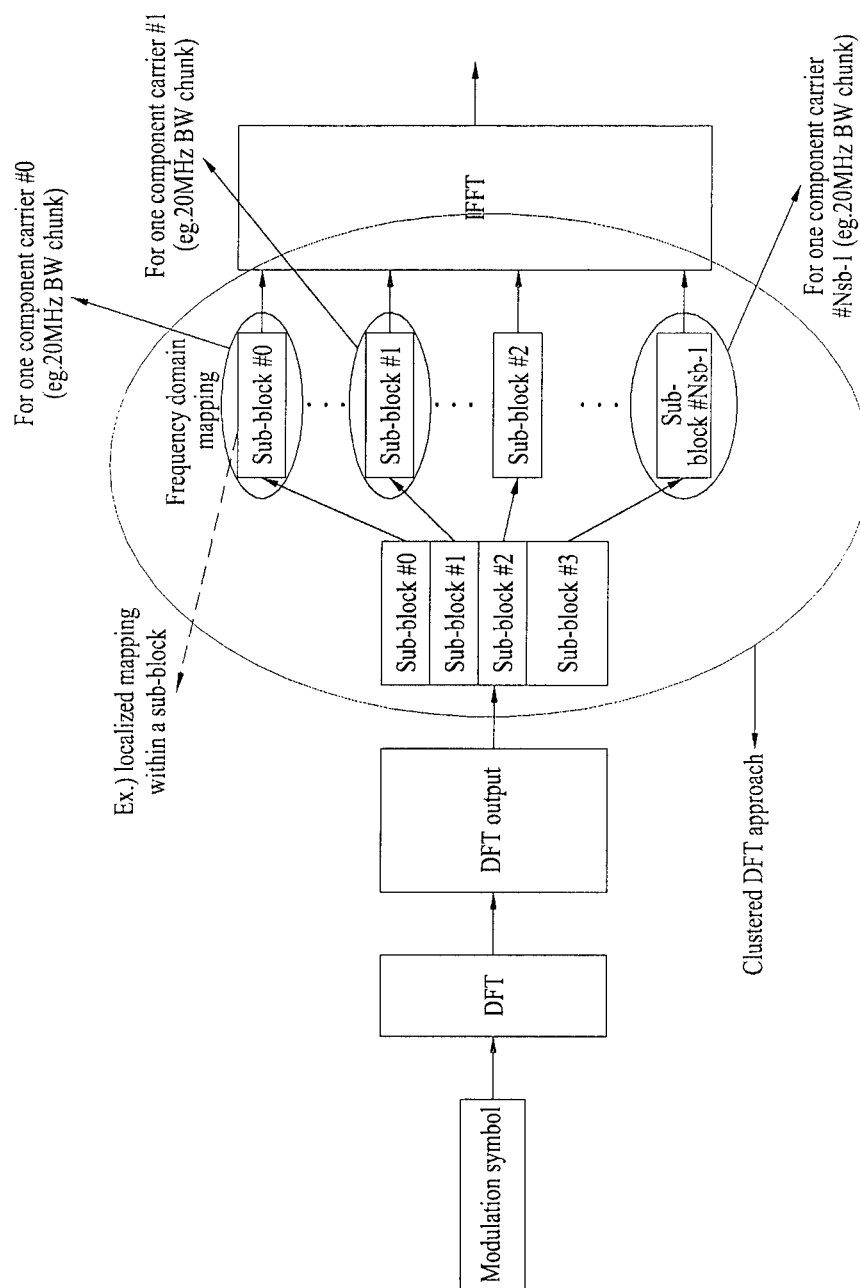 Modulation symbol
DFT
DFT output
Sub-block #0
Sub-block #1
Sub-block #2
Sub-block #3
Ex.) localized mapping
within a sub-block
Frequency domain
mapping
Sub-block #0
Sub-block #1
Sub-block #2
Sub-
block #Nsb-1
. . .
. . .
. . .
IFFT
For one component carrier #0
(eg.20MHz BW chunk)
For one component carrier #1
(eg.20MHz BW chunk)
For one component carrier
#Nsb-1 (eg.20MHz BW chunk)
Clustered DFT approach